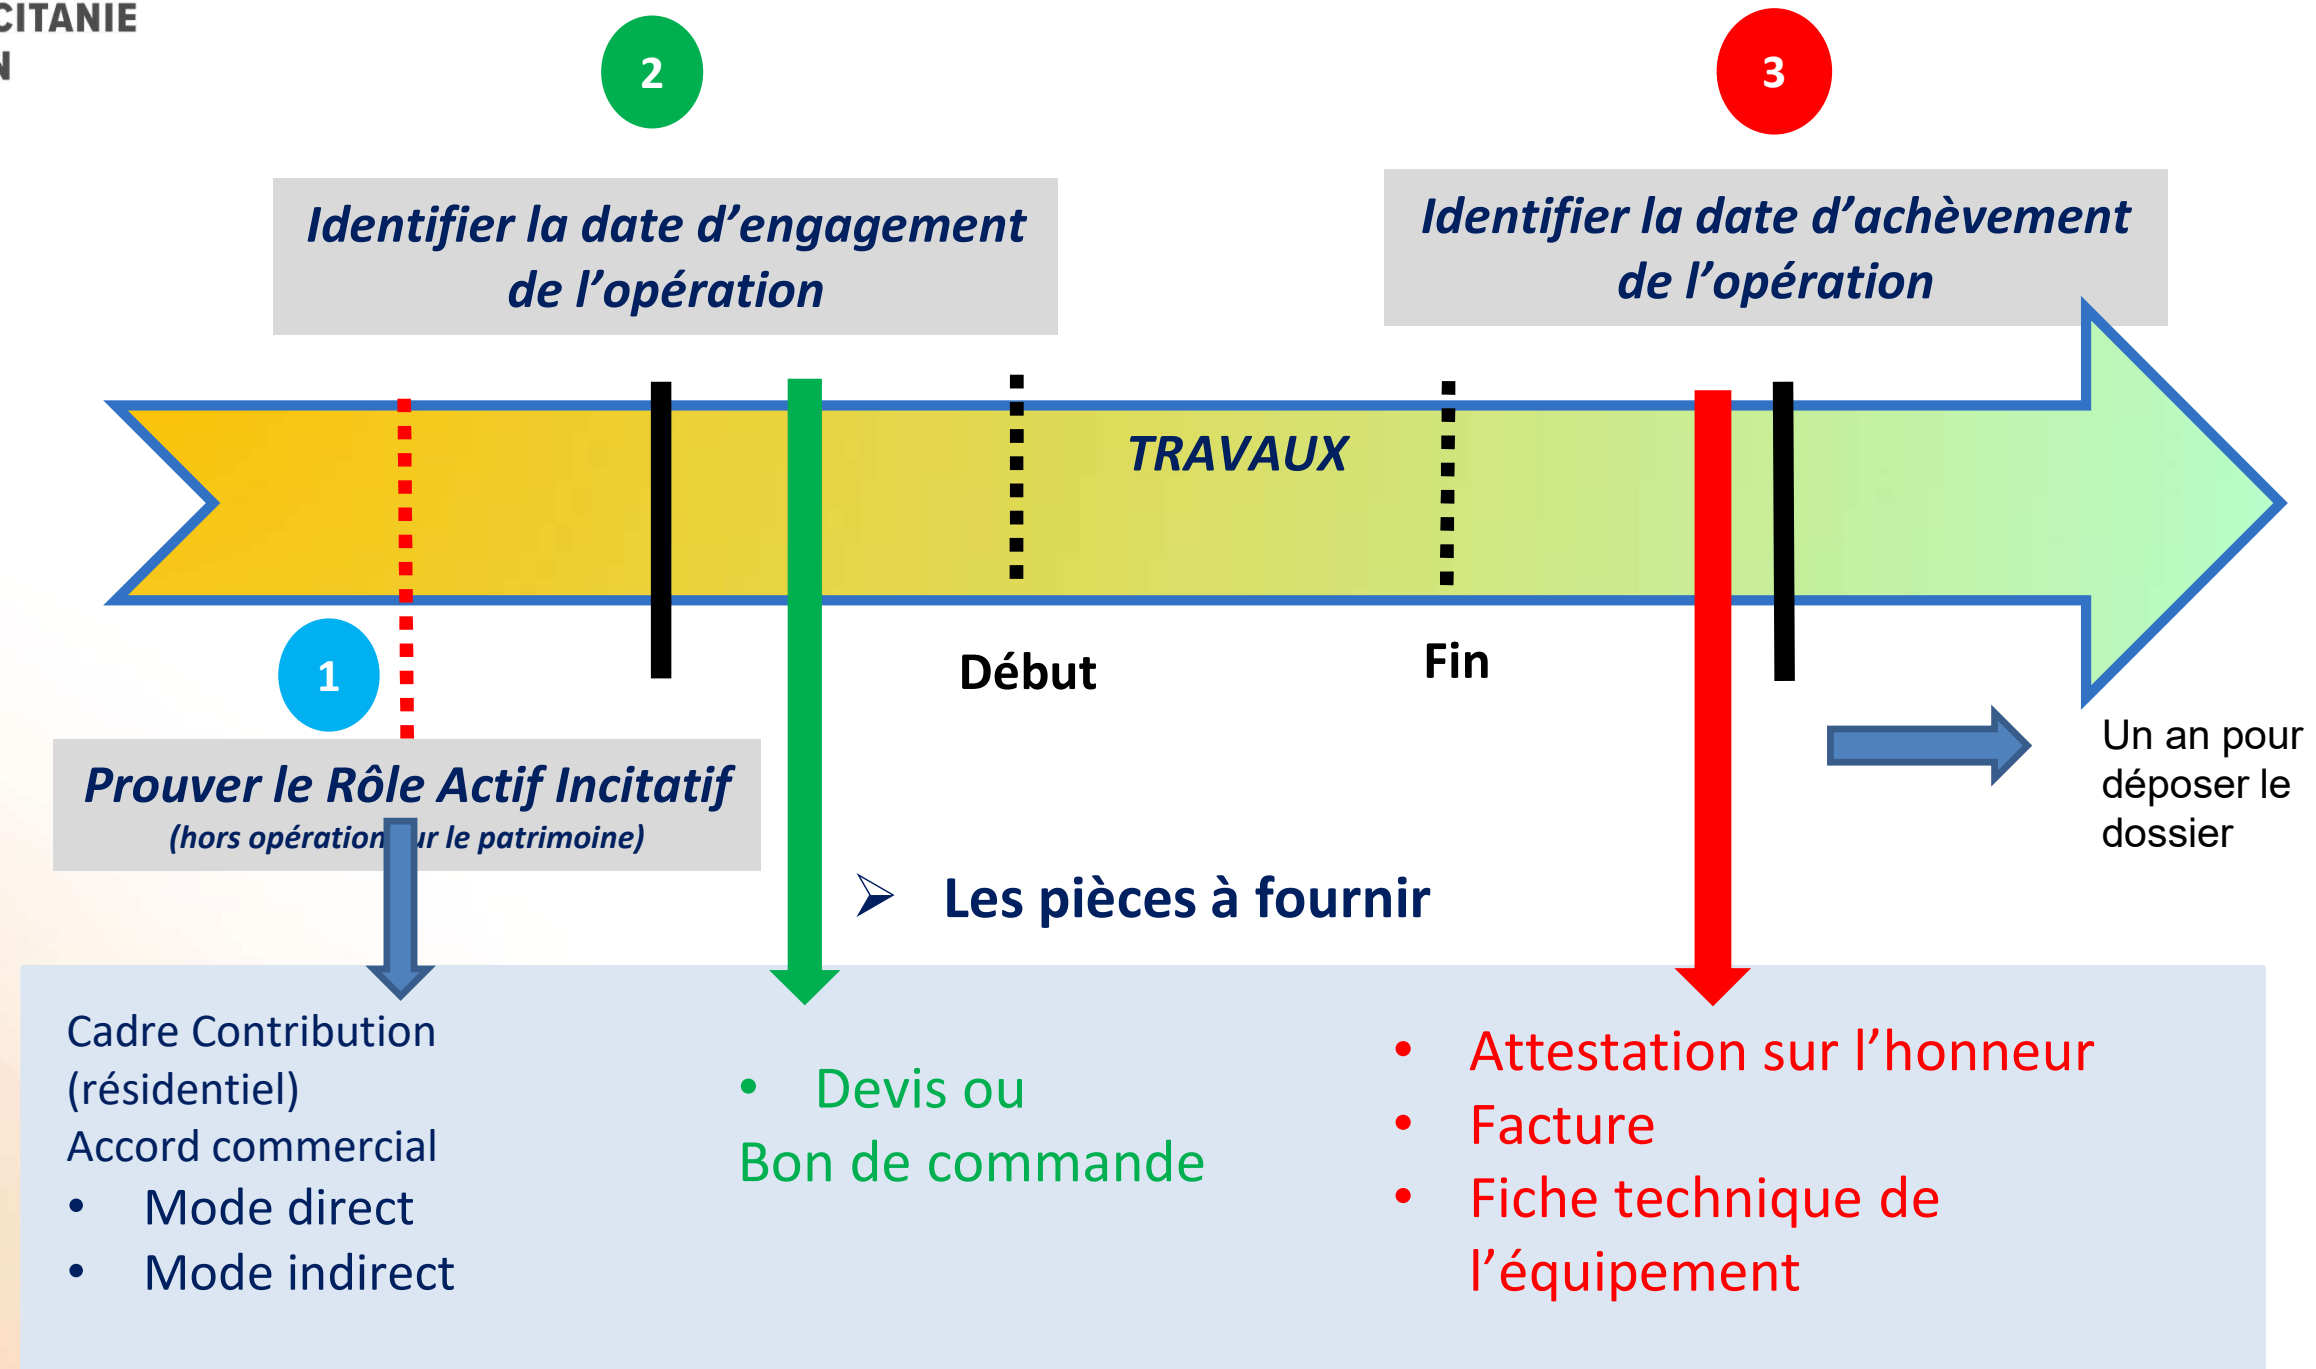 CITANIE
N
2
3
Identifier la date d’engagement
de l’opération
Identifier la date d’achèvement
de l’opération
TRAVAUX
Début
Fin
1
Prouver le Rôle Actif Incitatif
(hors opération ur le patrimoine)
Un an pour
déposer le
dossier
➢ Les pièces à fournir
Cadre Contribution
(résidentiel)
Accord commercial
• Mode direct
• Mode indirect
• Devis ou
Bon de commande
• Attestation sur l’honneur
• Facture
• Fiche technique de
l’équipement